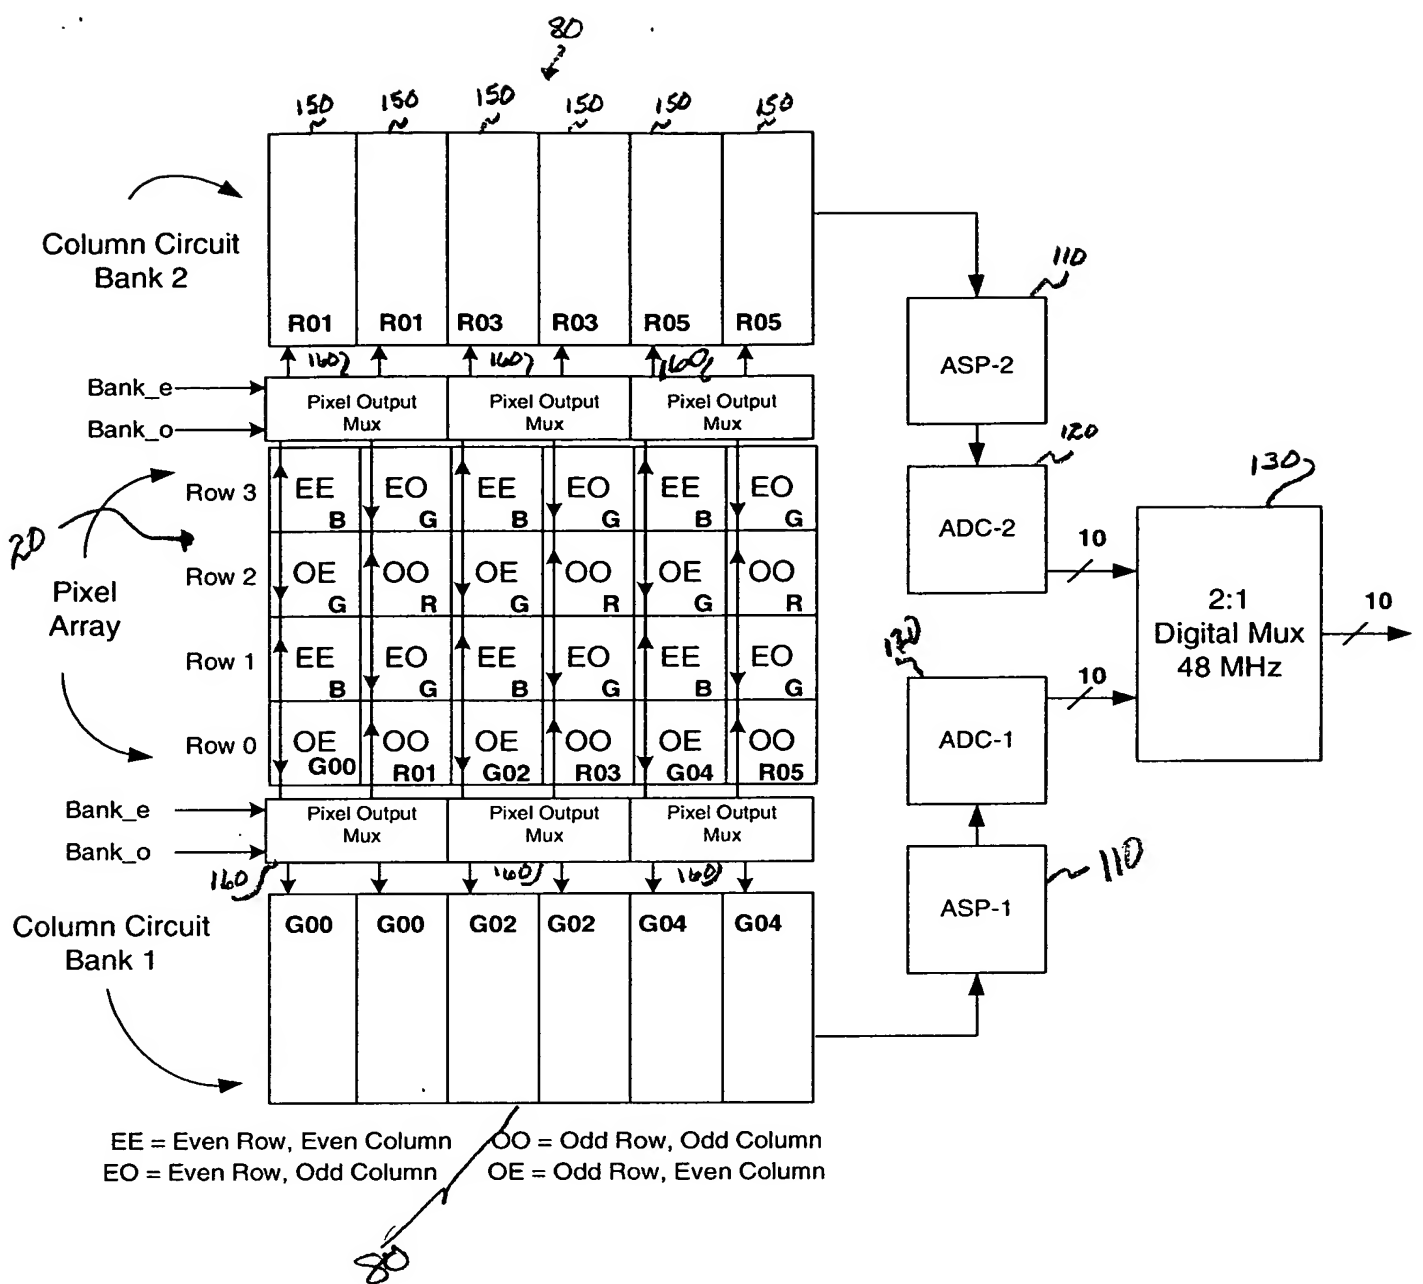 80
150 150 150 150 150 150
Column Circuit
Bank 2
R01 R01 R03 R03 R05 R05
110
ASP-2
160 160 160
Bank_e
Bank_o
Pixel Output
Mux
Pixel Output
Mux
Pixel Output
Mux
120
ADC-2
10
130
2:1
Digital Mux
48 MHz
10
20
Pixel
Array
Row 3
EE B EO G EE B EO G EE B EO G
Row 2
OE G OO R OE G OO R OE G OO R
Row 1
EE B EO G EE B EO G EE B EO G
Row 0
OE G00 OO R01 OE G02 OO R03 OE G04 OO R05
120
ADC-1
10
Bank_e
Bank_o
Pixel Output
Mux
Pixel Output
Mux
Pixel Output
Mux
160 160 160
ASP-1
110
Column Circuit
Bank 1
G00 G00 G02 G02 G04 G04
EE = Even Row, Even Column OO = Odd Row, Odd Column
EO = Even Row, Odd Column OE = Odd Row, Even Column
80